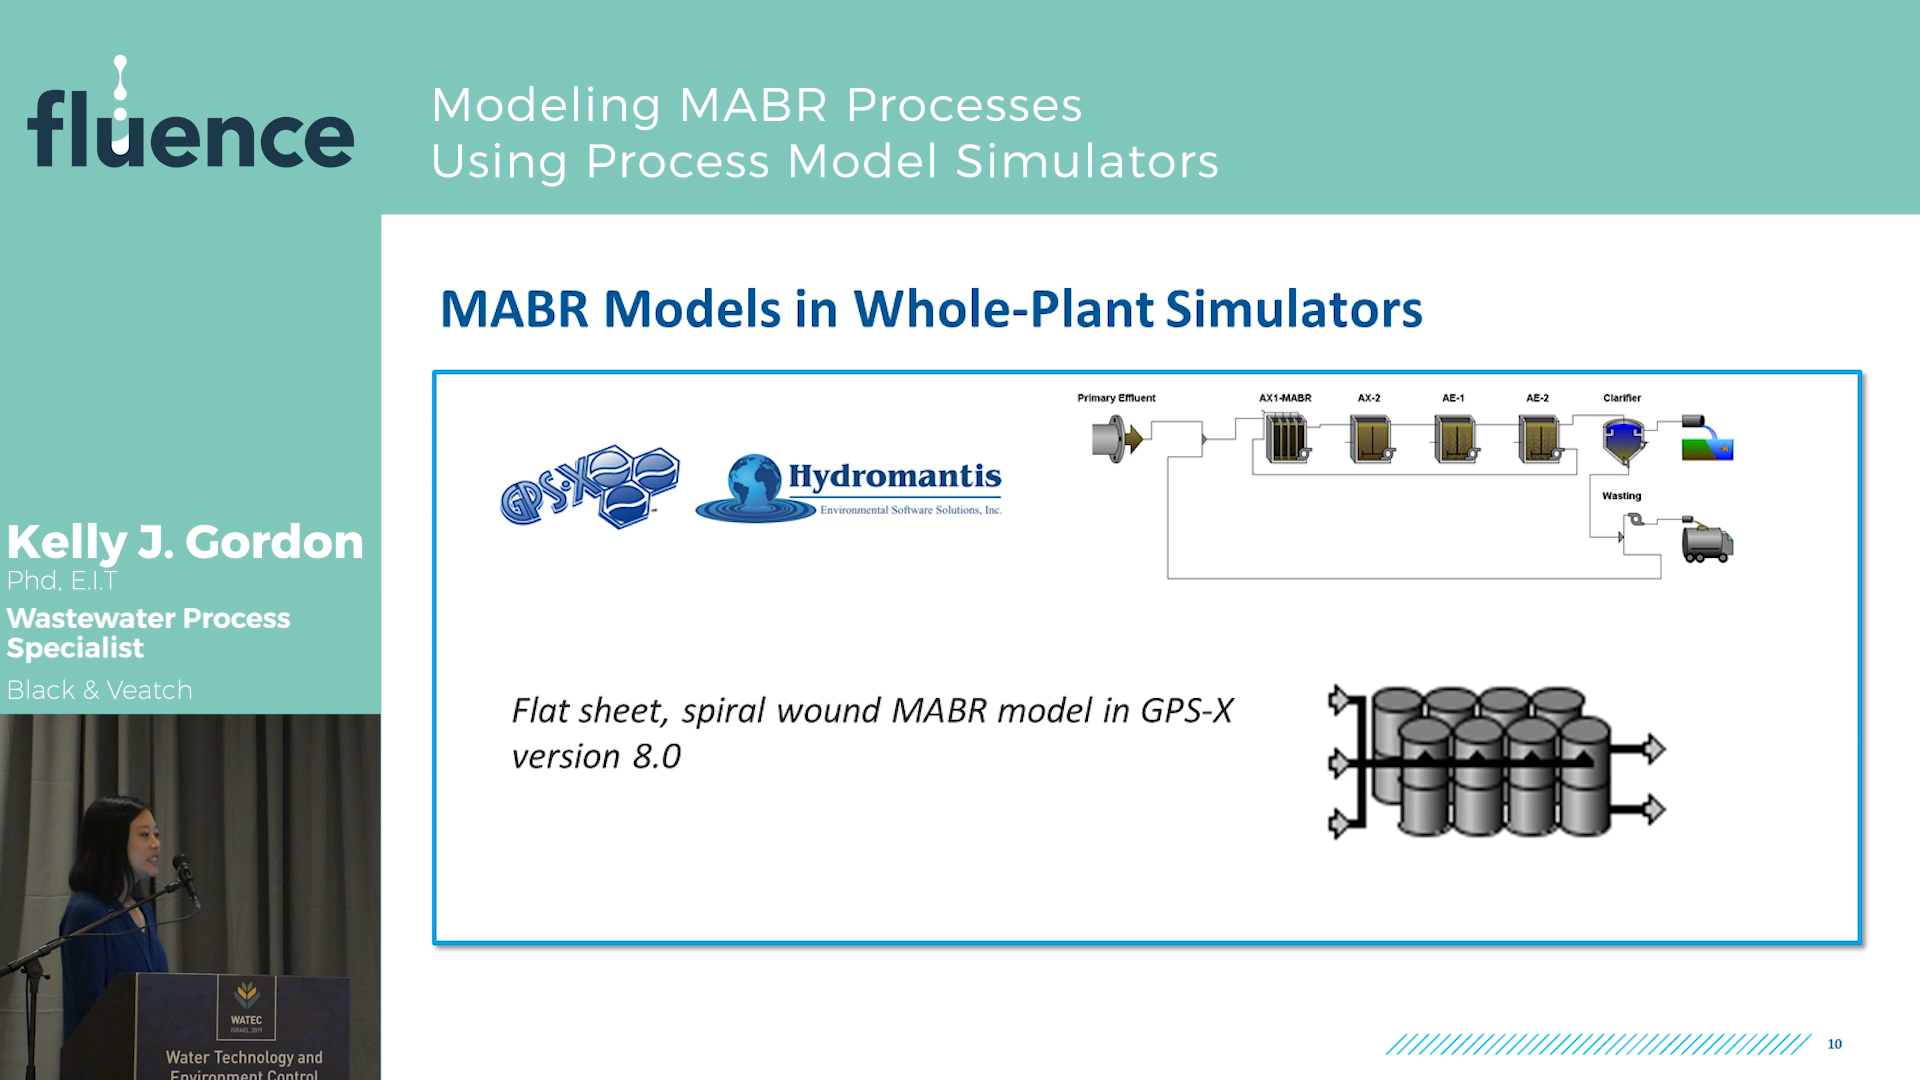 fluence
Modeling MABR Processes
Using Process Model Simulators
Kelly J. Gordon
Phd, E.I.T
Wastewater Process
Specialist
Black & Veatch
MABR Models in Whole-Plant Simulators
GPS-X
Hydromantis
Environmental Software Solutions, Inc.
Primary Effluent
AX1-MABR
AX-2
AE-1
AE-2
Clarifier
Wasting
Flat sheet, spiral wound MABR model in GPS-X
version 8.0
WATEC
ISRAEL 2019
Water Technology and
Environment Control
10